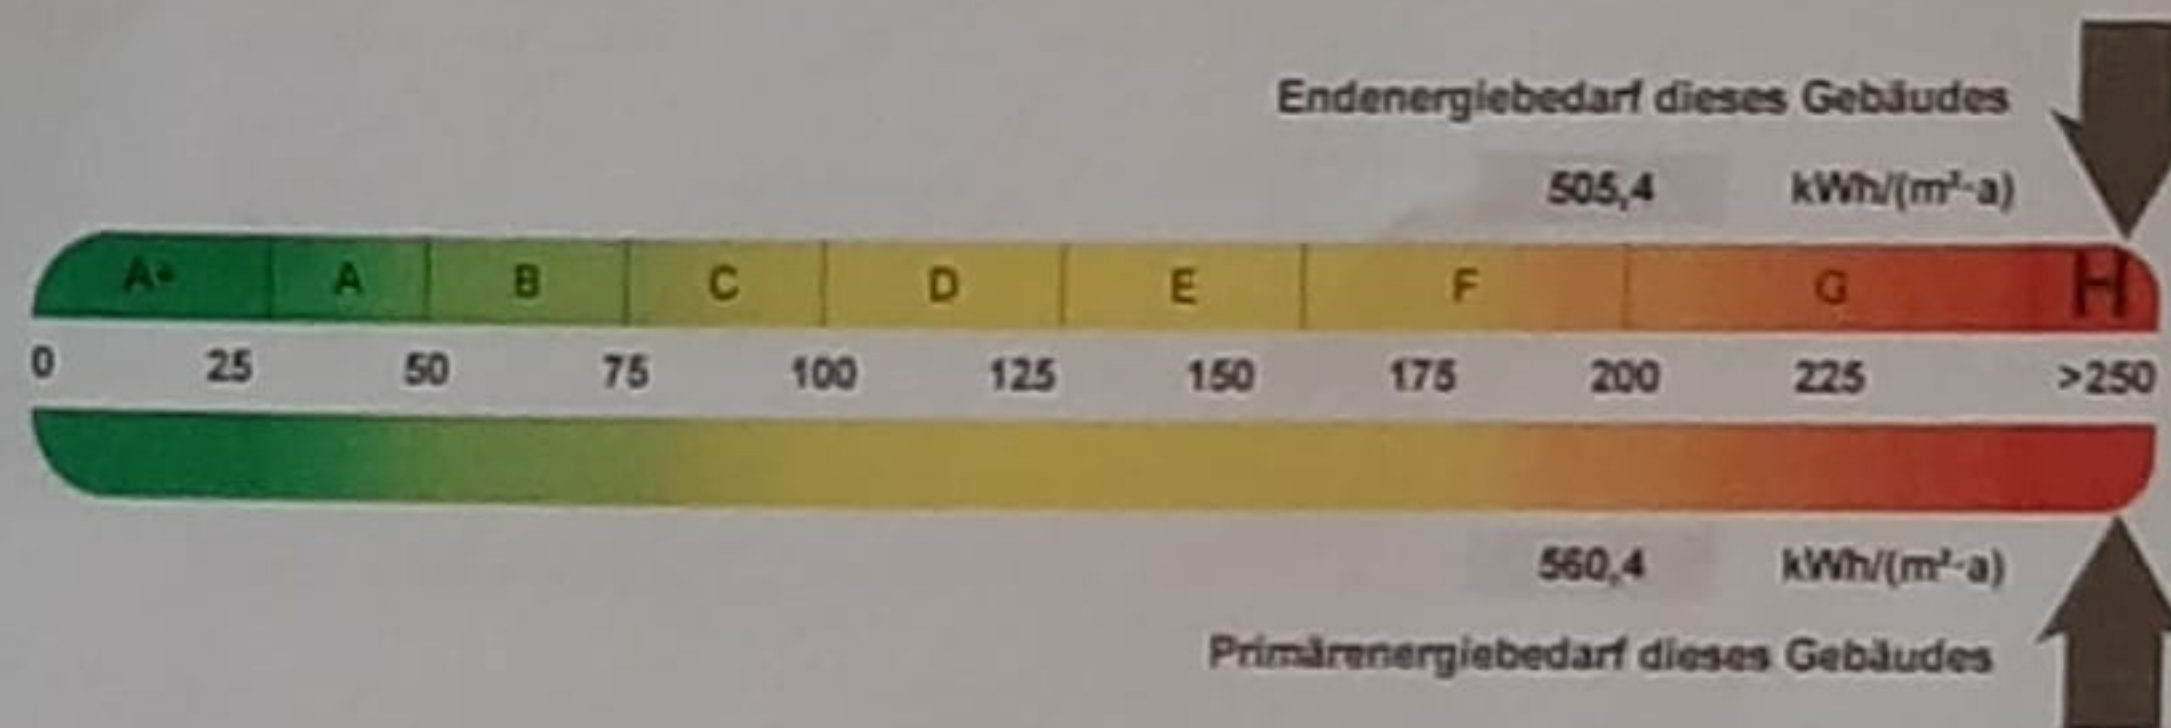 Endenergiebedarf dieses Gebäudes
505,4 kWh/(m²·a)
A+ A B C D E F G H
0 25 50 75 100 125 150 175 200 225 >250
560,4 kWh/(m²·a)
Primärenergiebedarf dieses Gebäudes